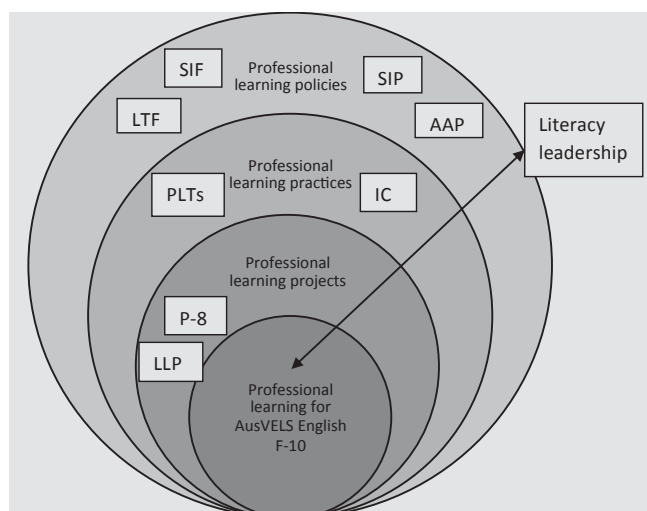 SIF
Professional
learning policies
SIP
LTF
AAP
Literacy
leadership
Professional
learning practices
PLTs
IC
Professional
learning projects
P-8
LLP
Professional
learning for
AusVELS English
F-10